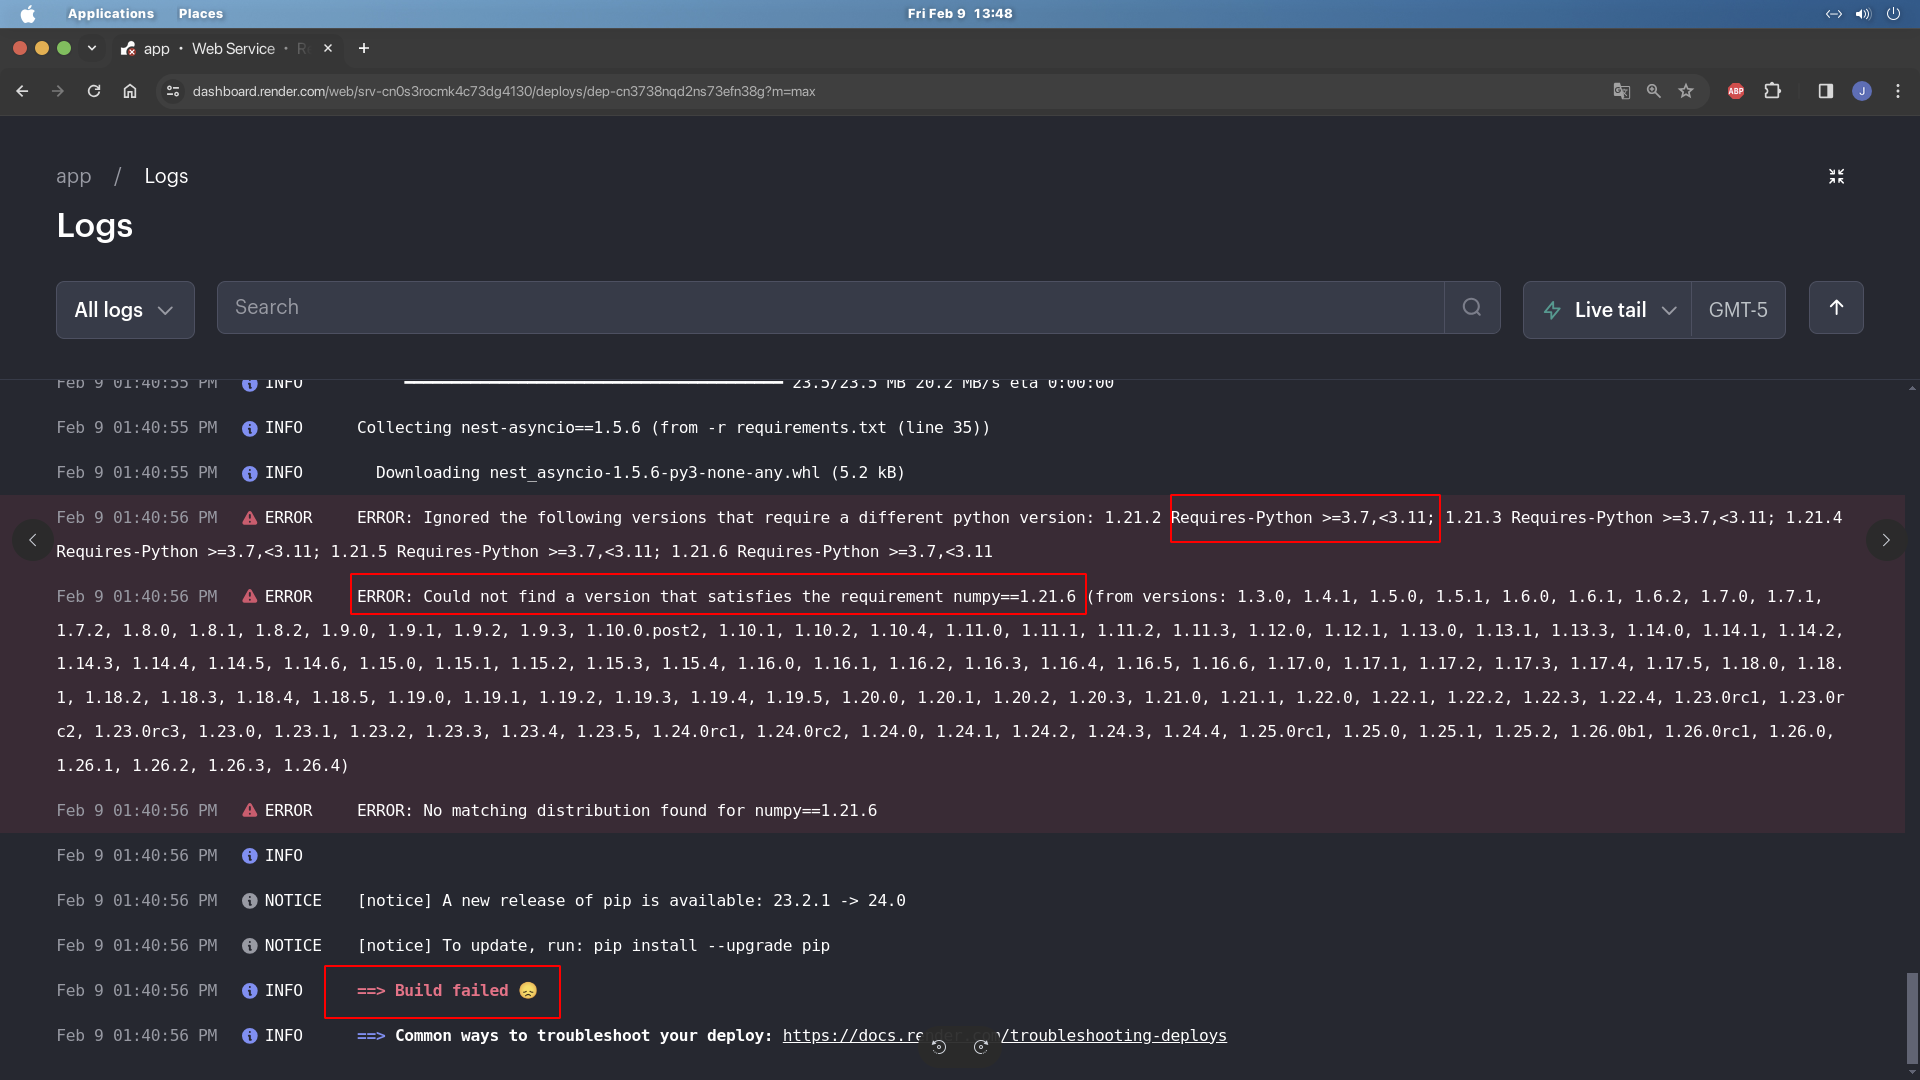 Applications Places Fri Feb 9 13:48
app • Web Service •
dashboard.render.com/web/srv-cn0s3rocmk4c73dg4130/deploys/dep-cn3738nqd2ns73efn38g?m=max ABP J
app / Logs
Logs
All logs Search Live tail GMT-5
Feb 9 01:40:55 PM INFO 23.5/23.5 MB 20.2 MB/s eta 0:00:00
Feb 9 01:40:55 PM INFO Collecting nest-asyncio==1.5.6 (from -r requirements.txt (line 35))
Feb 9 01:40:55 PM INFO Downloading nest_asyncio-1.5.6-py3-none-any.whl (5.2 kB)
Feb 9 01:40:56 PM ERROR ERROR: Ignored the following versions that require a different python version: 1.21.2 Requires-Python >=3.7,<3.11; 1.21.3 Requires-Python >=3.7,<3.11; 1.21.4
Requires-Python >=3.7,<3.11; 1.21.5 Requires-Python >=3.7,<3.11; 1.21.6 Requires-Python >=3.7,<3.11
Feb 9 01:40:56 PM ERROR ERROR: Could not find a version that satisfies the requirement numpy==1.21.6 (from versions: 1.3.0, 1.4.1, 1.5.0, 1.5.1, 1.6.0, 1.6.1, 1.6.2, 1.7.0, 1.7.1,
1.7.2, 1.8.0, 1.8.1, 1.8.2, 1.9.0, 1.9.1, 1.9.2, 1.9.3, 1.10.0.post2, 1.10.1, 1.10.2, 1.10.4, 1.11.0, 1.11.1, 1.11.2, 1.11.3, 1.12.0, 1.12.1, 1.13.0, 1.13.1, 1.13.3, 1.14.0, 1.14.1, 1.14.2,
1.14.3, 1.14.4, 1.14.5, 1.14.6, 1.15.0, 1.15.1, 1.15.2, 1.15.3, 1.15.4, 1.16.0, 1.16.1, 1.16.2, 1.16.3, 1.16.4, 1.16.5, 1.16.6, 1.17.0, 1.17.1, 1.17.2, 1.17.3, 1.17.4, 1.17.5, 1.18.0, 1.18.
1, 1.18.2, 1.18.3, 1.18.4, 1.18.5, 1.19.0, 1.19.1, 1.19.2, 1.19.3, 1.19.4, 1.19.5, 1.20.0, 1.20.1, 1.20.2, 1.20.3, 1.21.0, 1.21.1, 1.22.0, 1.22.1, 1.22.2, 1.22.3, 1.22.4, 1.23.0rc1, 1.23.0r
c2, 1.23.0rc3, 1.23.0, 1.23.1, 1.23.2, 1.23.3, 1.23.4, 1.23.5, 1.24.0rc1, 1.24.0rc2, 1.24.0, 1.24.1, 1.24.2, 1.24.3, 1.24.4, 1.25.0rc1, 1.25.0, 1.25.1, 1.25.2, 1.26.0b1, 1.26.0rc1, 1.26.0,
1.26.1, 1.26.2, 1.26.3, 1.26.4)
Feb 9 01:40:56 PM ERROR ERROR: No matching distribution found for numpy==1.21.6
Feb 9 01:40:56 PM INFO
Feb 9 01:40:56 PM NOTICE [notice] A new release of pip is available: 23.2.1 -> 24.0
Feb 9 01:40:56 PM NOTICE [notice] To update, run: pip install --upgrade pip
Feb 9 01:40:56 PM INFO ==> Build failed 😞
Feb 9 01:40:56 PM INFO ==> Common ways to troubleshoot your deploy: https://docs.render.com/troubleshooting-deploys